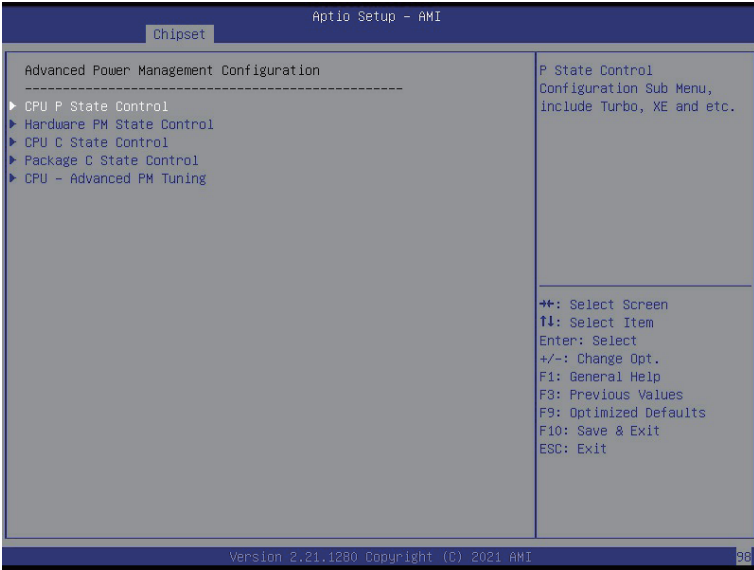 Aptio Setup – AMI
Chipset
Advanced Power Management Configuration
--------------------------------------------------
▶ CPU P State Control
▶ Hardware PM State Control
▶ CPU C State Control
▶ Package C State Control
▶ CPU – Advanced PM Tuning
P State Control
Configuration Sub Menu,
include Turbo, XE and etc.
→←: Select Screen
↑↓: Select Item
Enter: Select
+/-: Change Opt.
F1: General Help
F3: Previous Values
F9: Optimized Defaults
F10: Save & Exit
ESC: Exit
Version 2.21.1280 Copyright (C) 2021 AMI
98